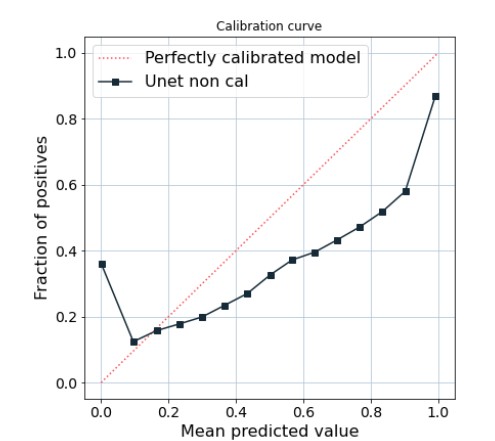 Calibration curve
Perfectly calibrated model
Unet non cal
Fraction of positives
1.0
0.8
0.6
0.4
0.2
0.0
0.0 0.2 0.4 0.6 0.8 1.0
Mean predicted value